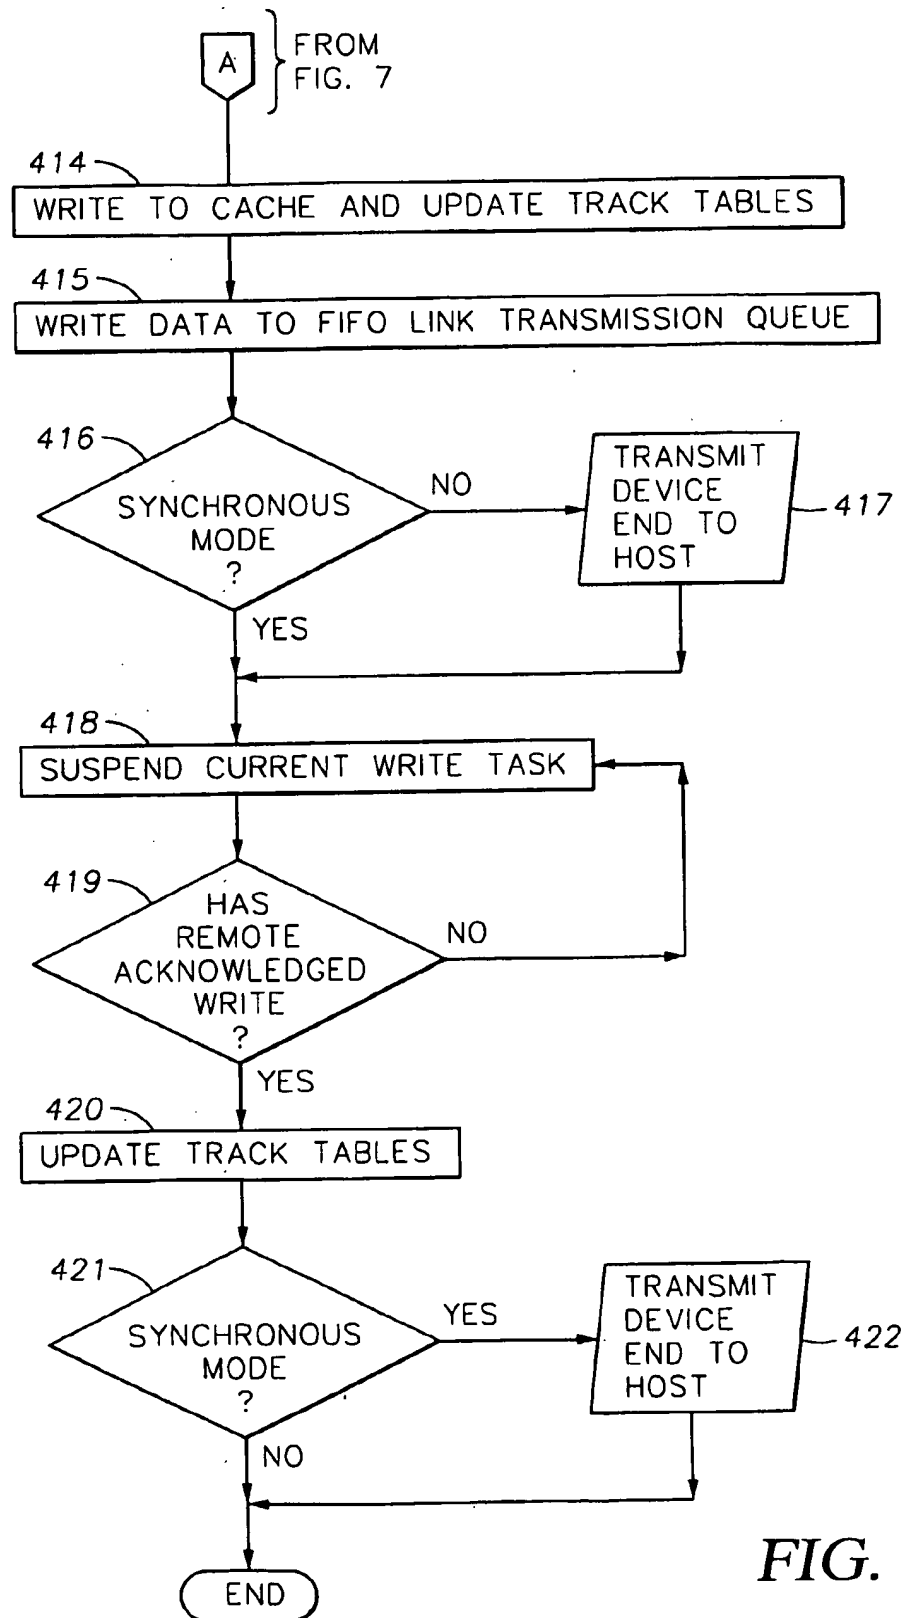 A
FROM
FIG. 7
414
WRITE TO CACHE AND UPDATE TRACK TABLES
415
WRITE DATA TO FIFO LINK TRANSMISSION QUEUE
416
SYNCHRONOUS
MODE
?
NO
TRANSMIT
DEVICE
END TO
HOST
417
YES
418
SUSPEND CURRENT WRITE TASK
419
HAS
REMOTE
ACKNOWLEDGED
WRITE
?
NO
YES
420
UPDATE TRACK TABLES
421
SYNCHRONOUS
MODE
?
YES
TRANSMIT
DEVICE
END TO
HOST
422
NO
END
FIG.